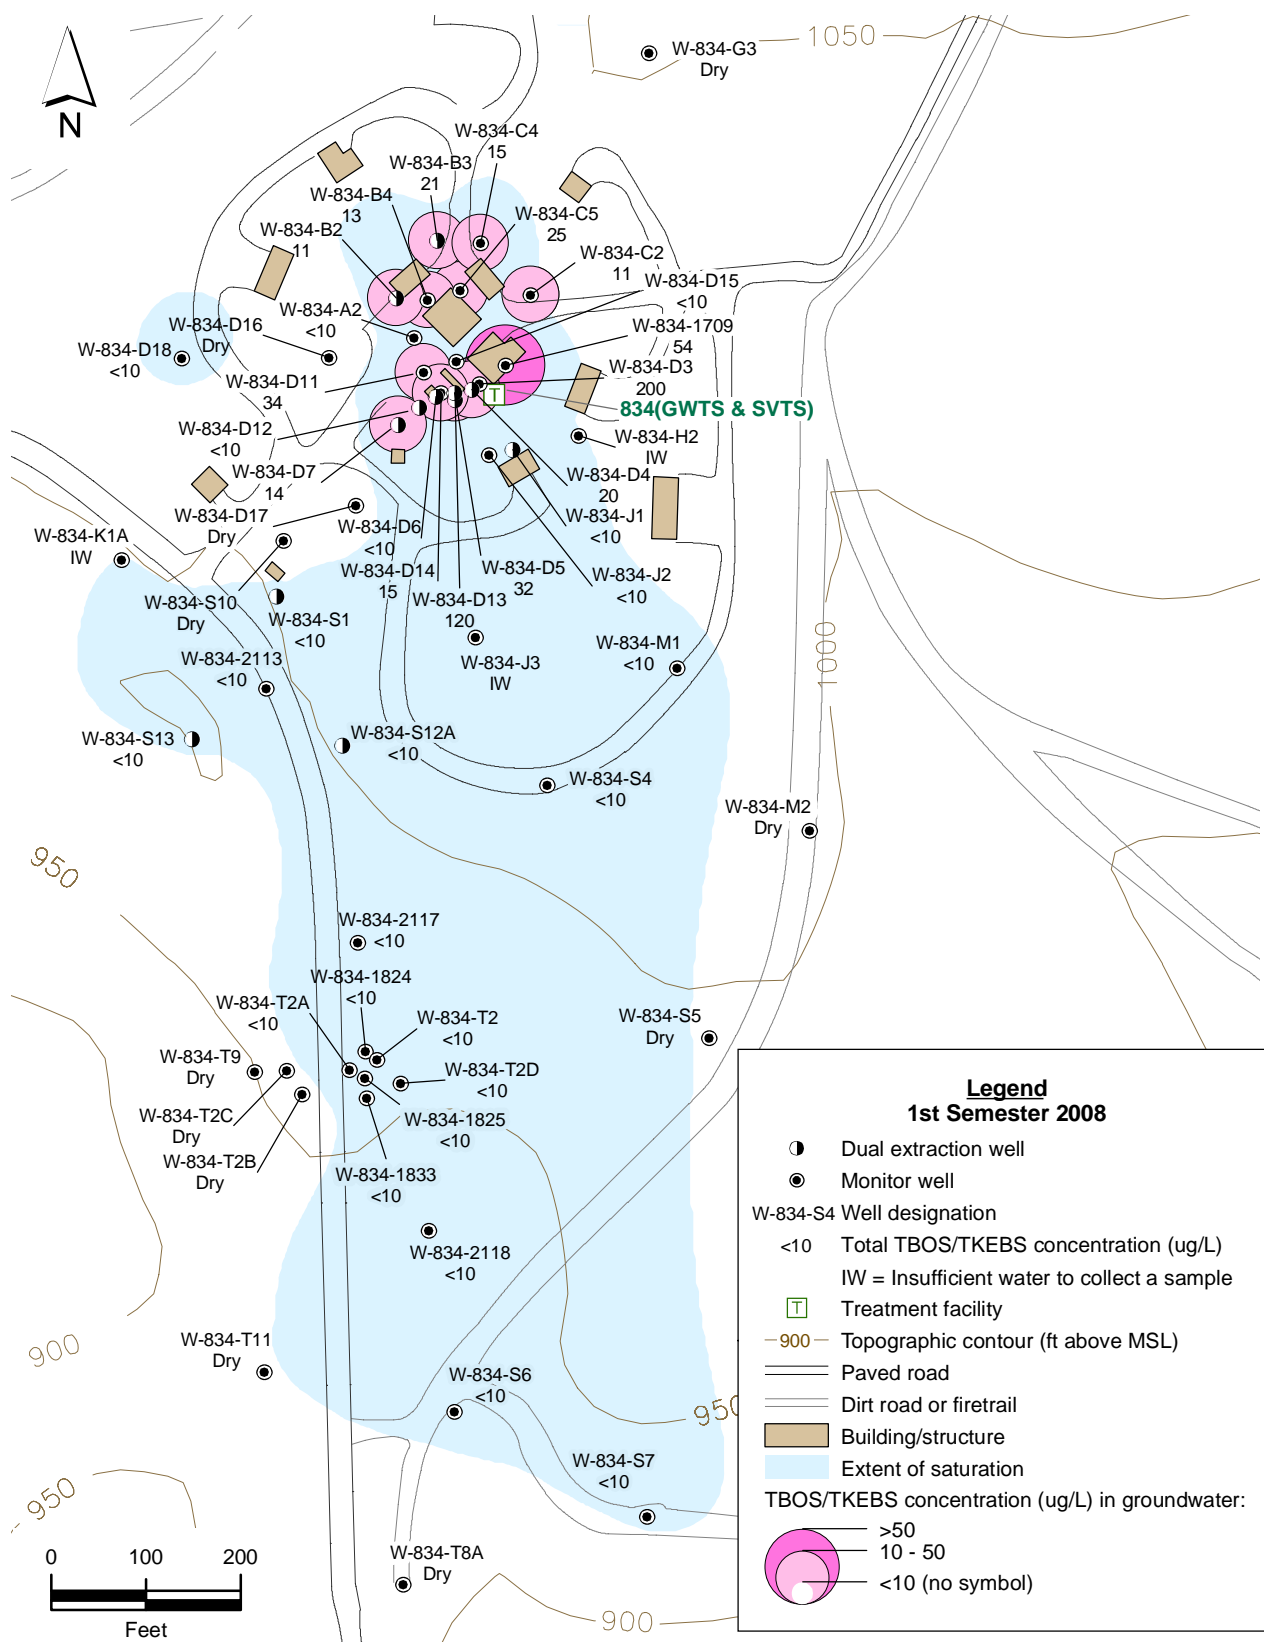 1050
W-834-G3
Dry
N
W-834-C4
15
W-834-B3
21
W-834-B4
13
W-834-C5
25
W-834-B2
11
W-834-C2
11
W-834-D15
<10
W-834-A2
<10
W-834-D16
Dry
W-834-1709
54
W-834-D18
<10
W-834-D3
200
W-834-D11
34
834(GWTS & SVTS)
T
W-834-D12
<10
W-834-H2
IW
W-834-D7
14
W-834-D4
20
W-834-D17
Dry
W-834-D6
<10
W-834-J1
<10
W-834-K1A
IW
W-834-D14
15
W-834-D5
32
W-834-J2
<10
W-834-S10
Dry
W-834-D13
120
W-834-S1
<10
W-834-J3
IW
W-834-M1
<10
1000
W-834-2113
<10
W-834-S13
<10
W-834-S12A
<10
W-834-S4
<10
W-834-M2
Dry
950
W-834-2117
<10
W-834-1824
<10
W-834-T2A
<10
W-834-T2
<10
W-834-S5
Dry
W-834-T9
Dry
W-834-T2D
<10
W-834-T2C
Dry
W-834-1825
<10
W-834-T2B
Dry
W-834-1833
<10
W-834-2118
<10
900
W-834-T11
Dry
W-834-S6
<10
950
W-834-S7
<10
950
W-834-T8A
Dry
900
0 100 200
Feet
Legend
1st Semester 2008
Dual extraction well
Monitor well
W-834-S4 Well designation
<10 Total TBOS/TKEBS concentration (ug/L)
IW = Insufficient water to collect a sample
T Treatment facility
900 Topographic contour (ft above MSL)
Paved road
Dirt road or firetrail
Building/structure
Extent of saturation
TBOS/TKEBS concentration (ug/L) in groundwater:
>50
10 - 50
<10 (no symbol)